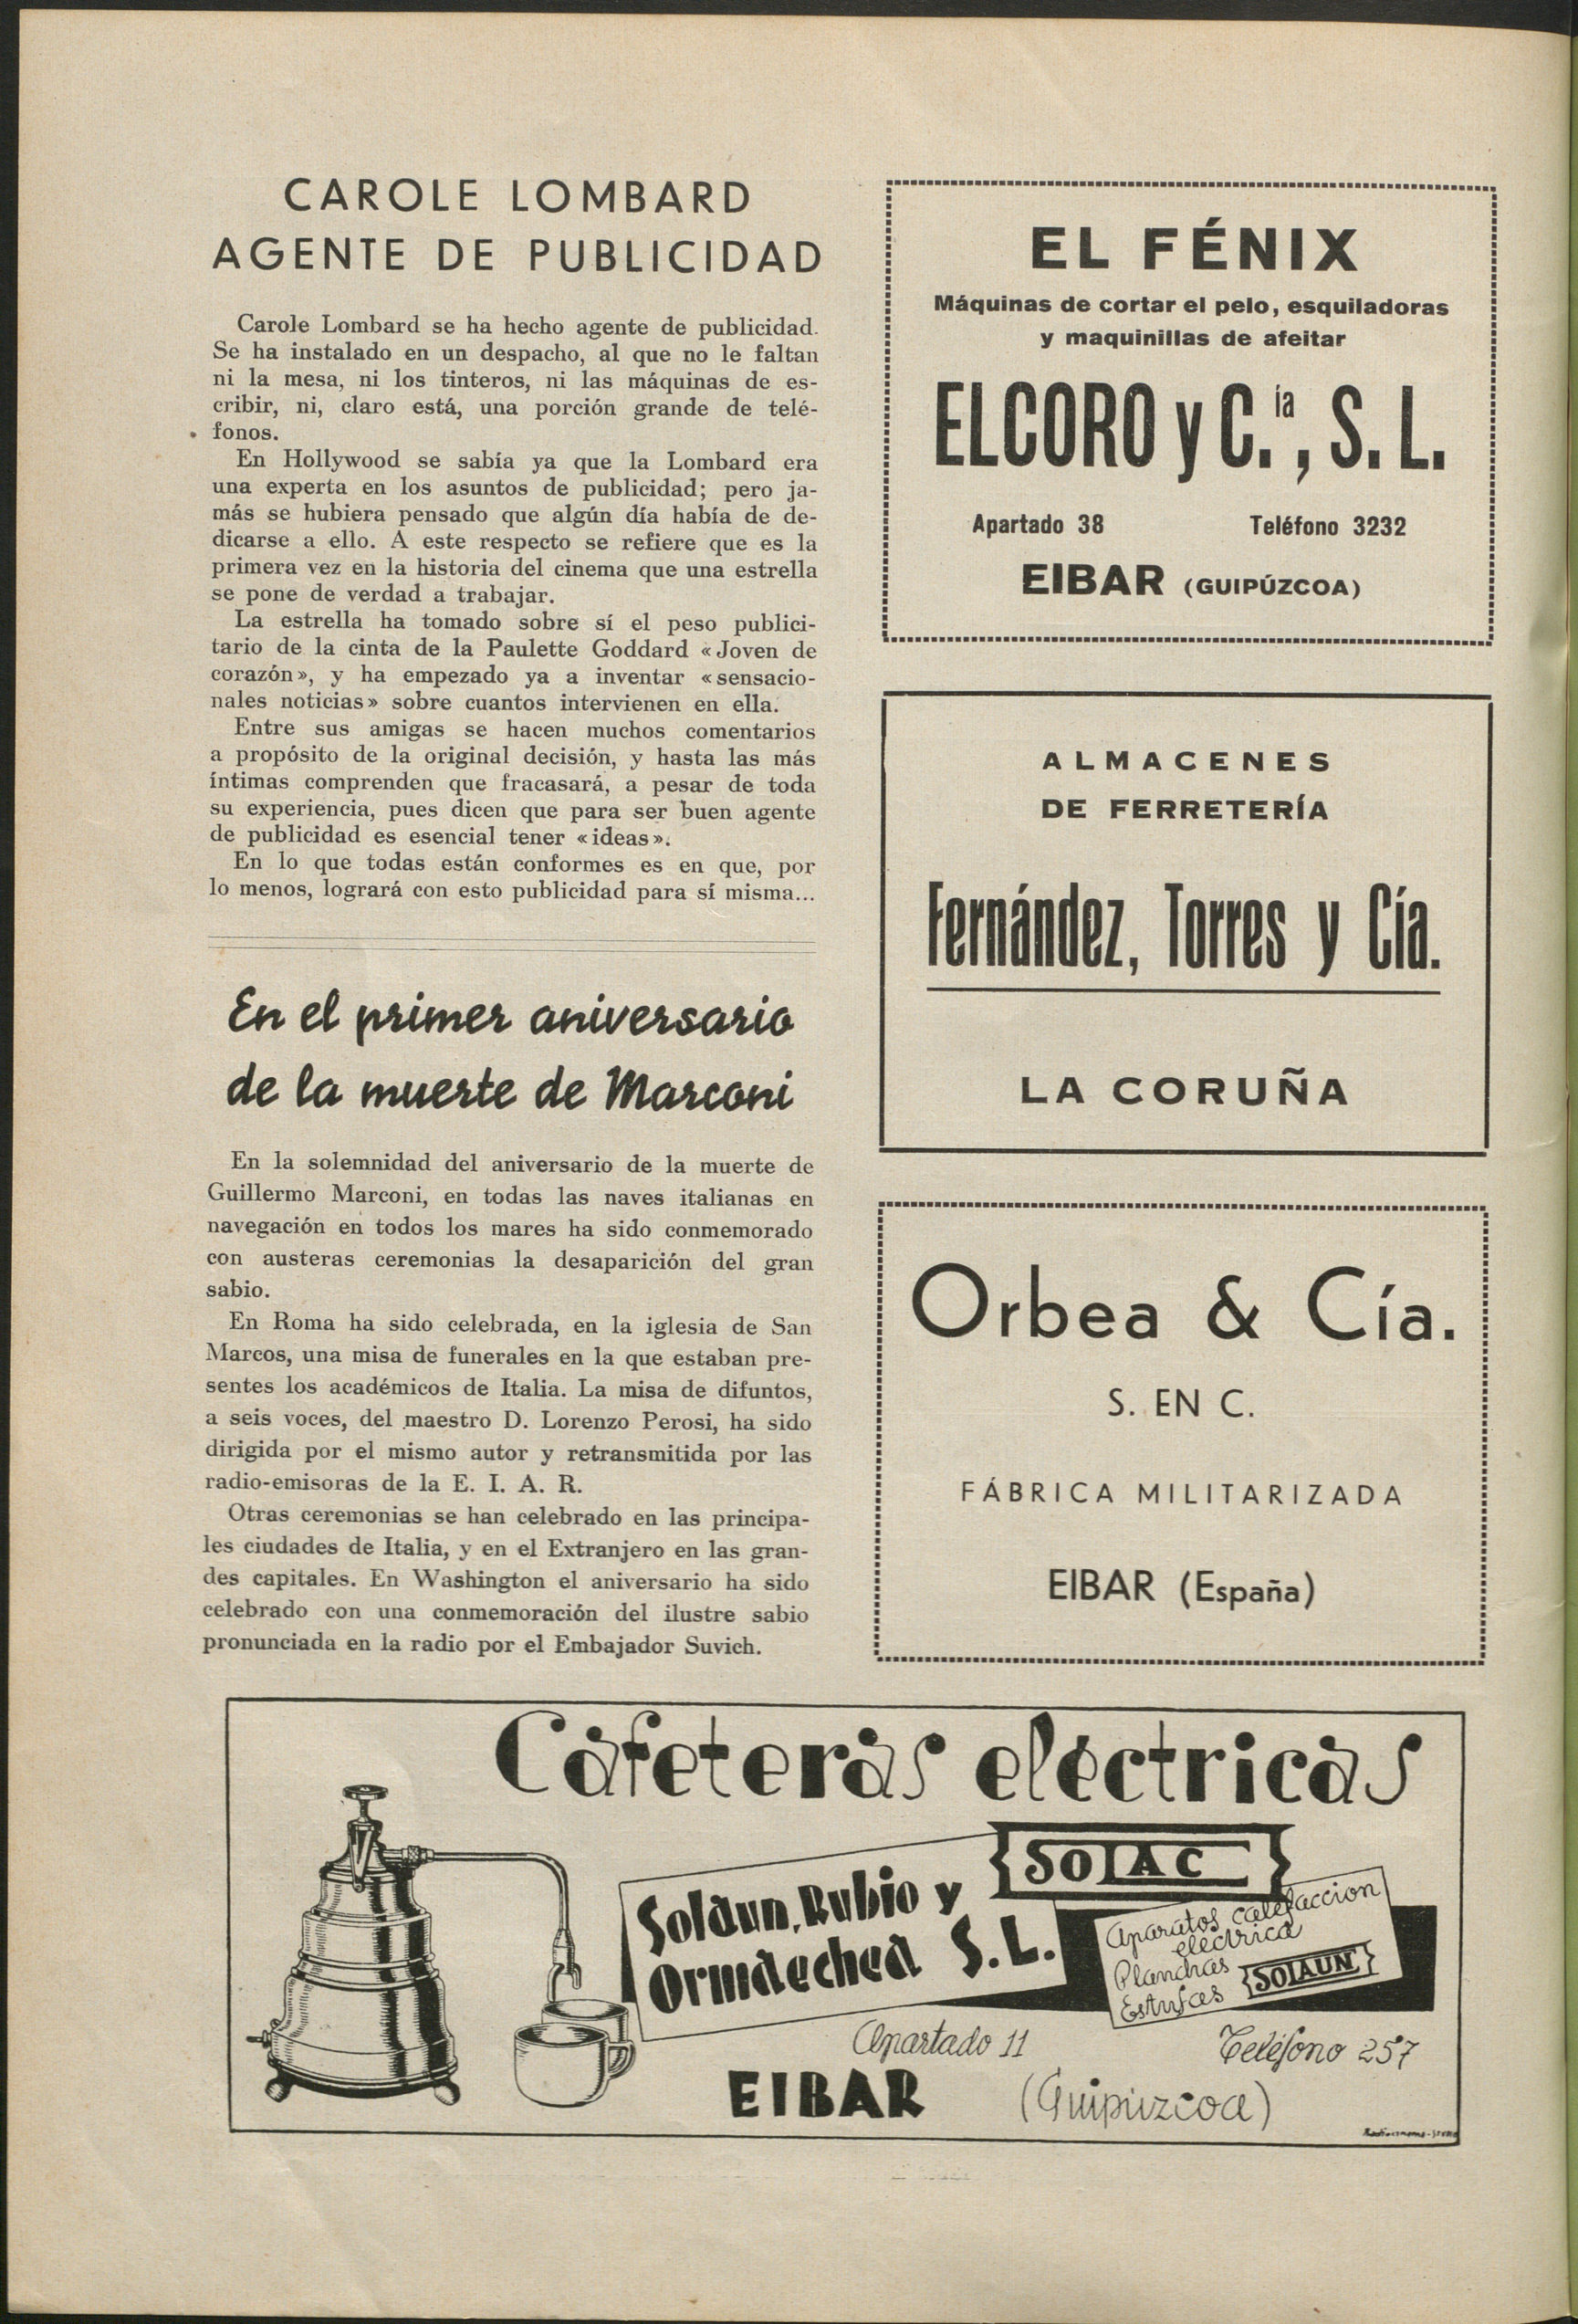 CAROLE LOMBARD
AGENTE DE PUBLICIDAD
Carole Lombard se ha hecho agente de publicidad.
Se ha instalado en un despacho, al que no le faltan
ni la mesa, ni los tinteros, ni las máquinas de es-
cribir, ni, claro está, una porción grande de telé-
fonos.
En Hollywood se sabía ya que la Lombard era
una experta en los asuntos de publicidad; pero ja-
más se hubiera pensado que algún día había de de-
dicarse a ello. A este respecto se refiere que es la
primera vez en la historia del cinema que una estrella
se pone de verdad a trabajar.
La estrella ha tomado sobre sí el peso publici-
tario de la cinta de la Paulette Goddard «Joven de
corazón», y ha empezado ya a inventar «sensacio-
nales noticias» sobre cuantos intervienen en ella.
Entre sus amigas se hacen muchos comentarios
a propósito de la original decisión, y hasta las más
íntimas comprenden que fracasará, a pesar de toda
su experiencia, pues dicen que para ser buen agente
de publicidad es esencial tener «ideas».
En lo que todas están conformes es en que, por
lo menos, logrará con esto publicidad para sí misma...
En el primer aniversario
de la muerte de Marconi
En la solemnidad del aniversario de la muerte de
Guillermo Marconi, en todas las naves italianas en
navegación en todos los mares ha sido conmemorado
con austeras ceremonias la desaparición del gran
sabio.
En Roma ha sido celebrada, en la iglesia de San
Marcos, una misa de funerales en la que estaban pre-
sentes los académicos de Italia. La misa de difuntos,
a seis voces, del maestro D. Lorenzo Perosi, ha sido
dirigida por el mismo autor y retransmitida por las
radio-emisoras de la E. I. A. R.
Otras ceremonias se han celebrado en las principa-
les ciudades de Italia, y en el Extranjero en las gran-
des capitales. En Washington el aniversario ha sido
celebrado con una conmemoración del ilustre sabio
pronunciada en la radio por el Embajador Suvich.
EL FÉNIX
Máquinas de cortar el pelo, esquiladoras
y maquinillas de afeitar
ELCORO y C.ía, S. L.
Apartado 38 Teléfono 3232
EIBAR (GUIPÚZCOA)
ALMACENES
DE FERRETERÍA
Fernández, Torres y Cía.
LA CORUÑA
Orbea & Cía.
S. EN C.
FÁBRICA MILITARIZADA
EIBAR (España)
Cafeteras eléctricas
SOLAC
Solaun, Rubio y
Ormaechea S. L.
Aparatos calefaccion
electrica
Planchas
Estufas SOLAUN
Apartado 11 Teléfono 257
EIBAR (Guipúzcoa)